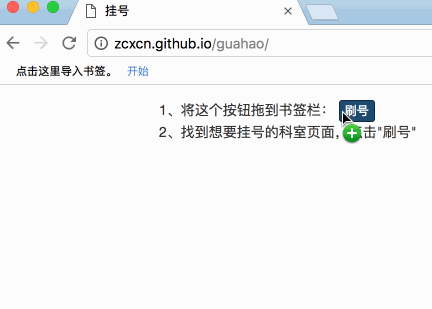 挂号
zcxcn.github.io/guahao/
点击这里导入书签。 开始
1、将这个按钮拖到书签栏： 刷号
2、找到想要挂号的科室页面，点击"刷号"